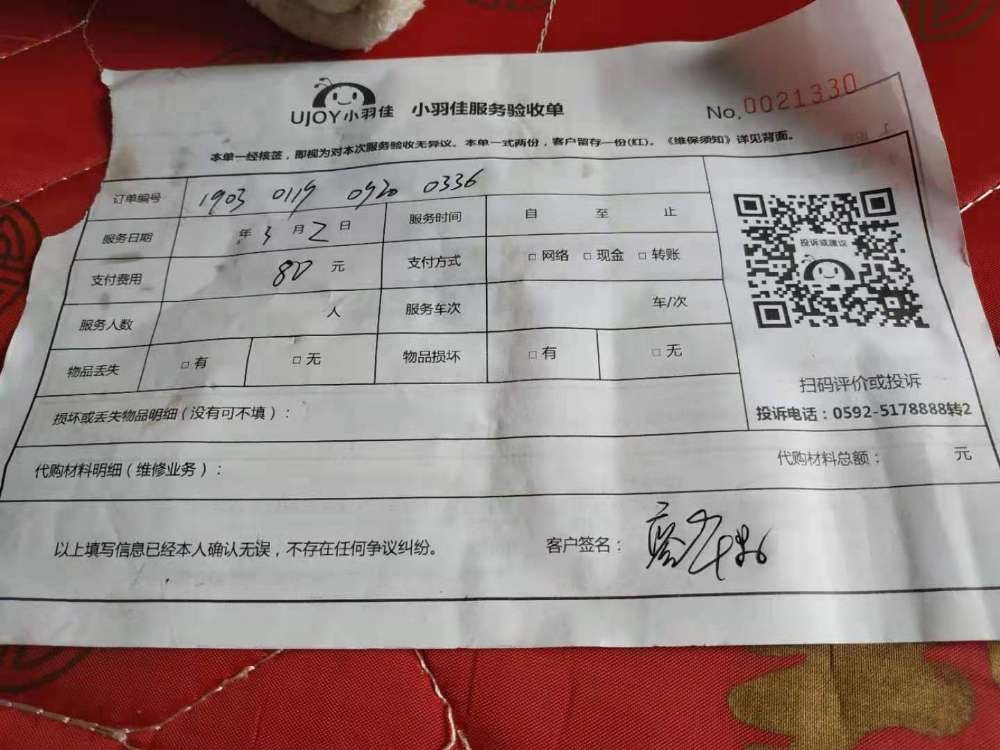 UJOY小羽佳 小羽佳服务验收单 No.0021330
本单一经核签，即视为对本次服务验收无异议。本单一式两份，客户留存一份(红)。《维保须知》详见背面。
订单编号 1903 0119 0920 0336
服务日期 年3月2日 服务时间 自 至 止
支付费用 80 元 支付方式 □网络 □现金 □转账
服务人数 人 服务车次 车/次
物品丢失 □有 □无 物品损坏 □有 □无
投诉或建议
扫码评价或投诉
投诉电话：0592-5178888转2
损坏或丢失物品明细(没有可不填)：
代购材料明细(维修业务)： 代购材料总额： 元
以上填写信息已经本人确认无误，不存在任何争议纠纷。 客户签名：